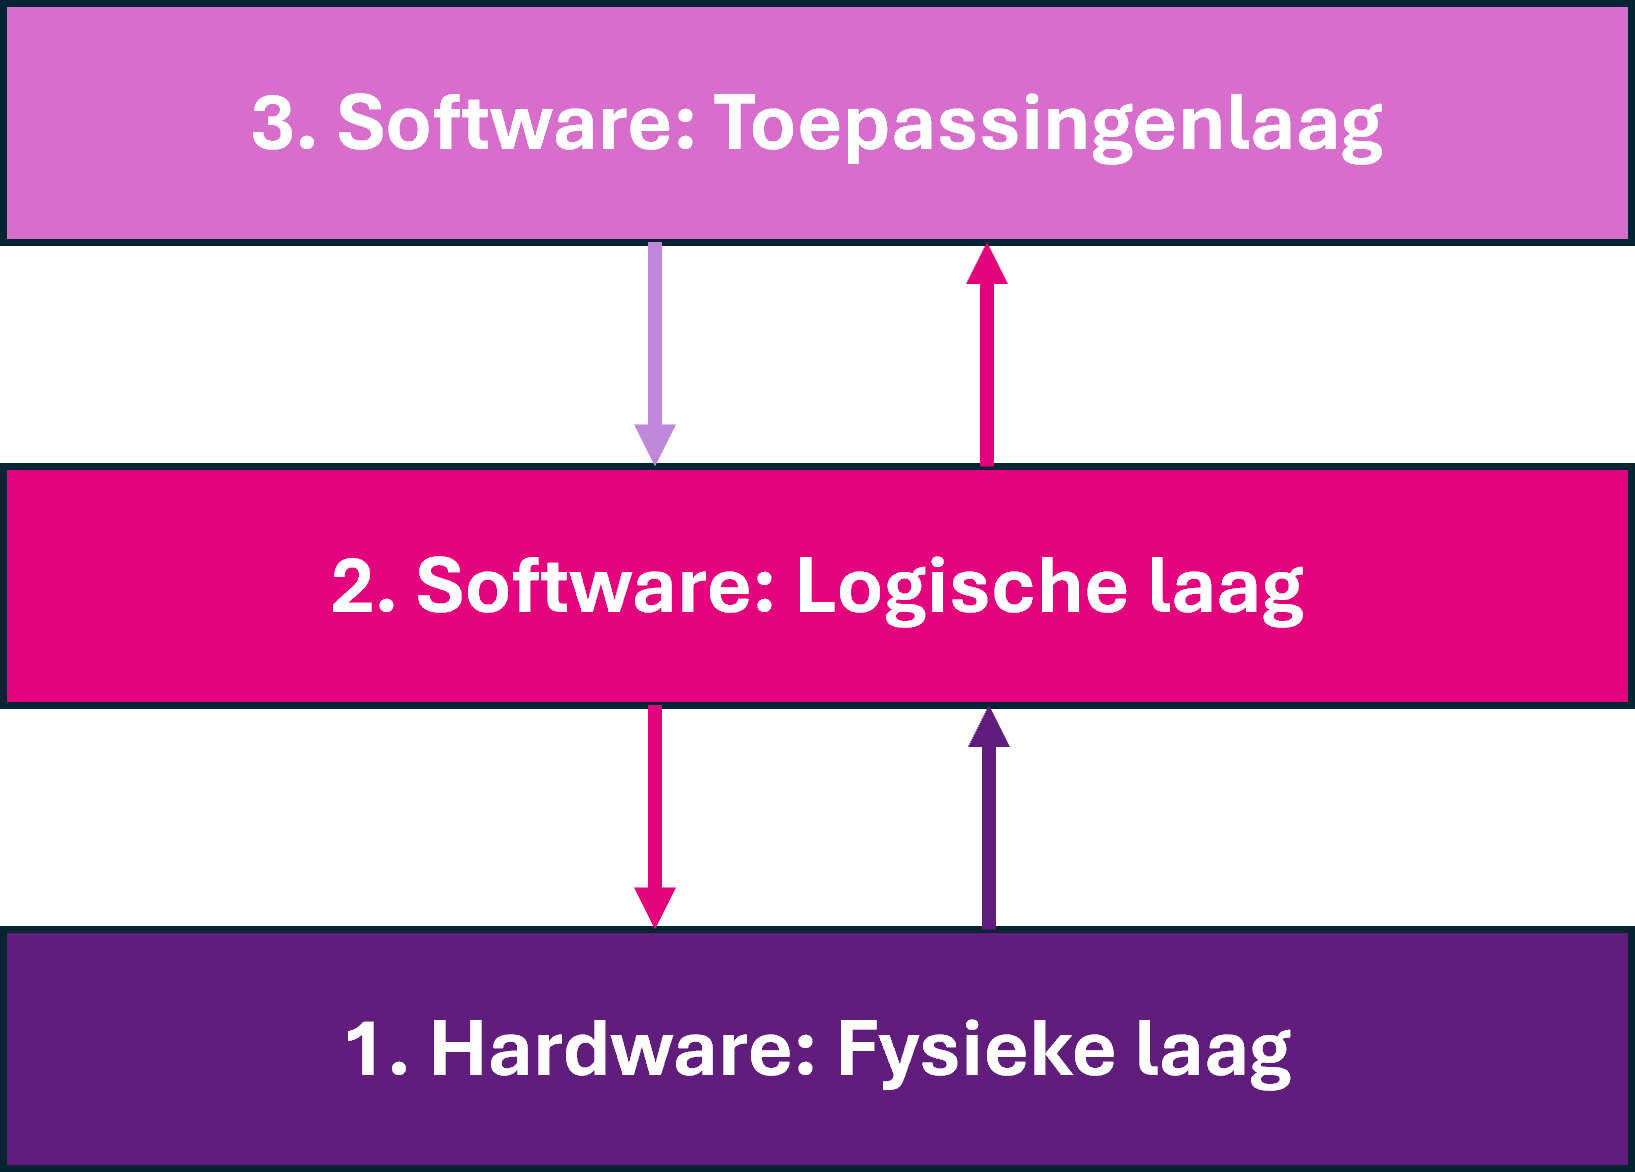 3. Software: Toepassingenlaag
2. Software: Logische laag
1. Hardware: Fysieke laag